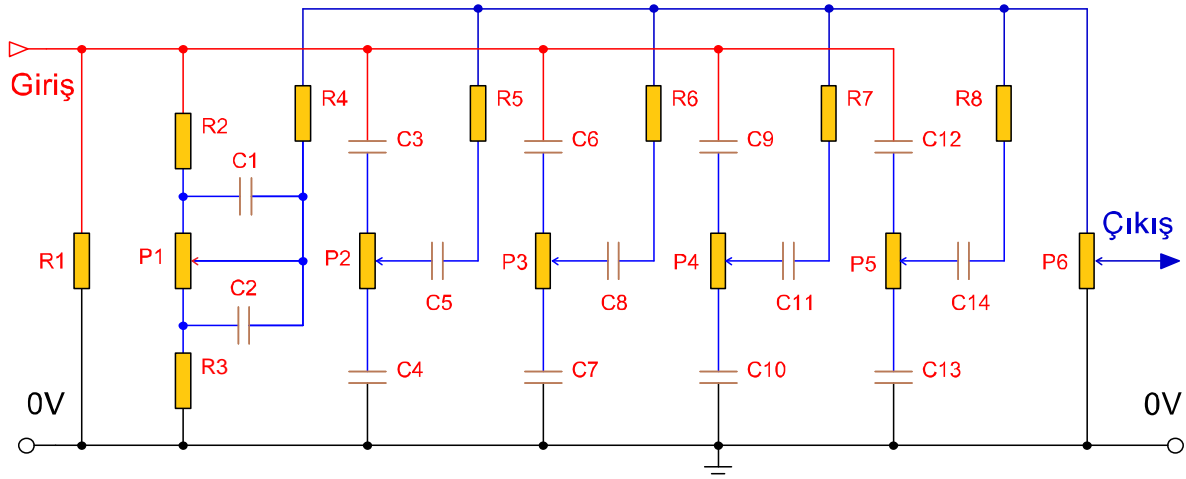 Giriş
R4
R5
R6
R7
R8
R2
C3
C6
C9
C12
C1
R1
P1
P2
P3
P4
P5
P6
Çıkış
C2
C5
C8
C11
C14
R3
C4
C7
C10
C13
0V
0V